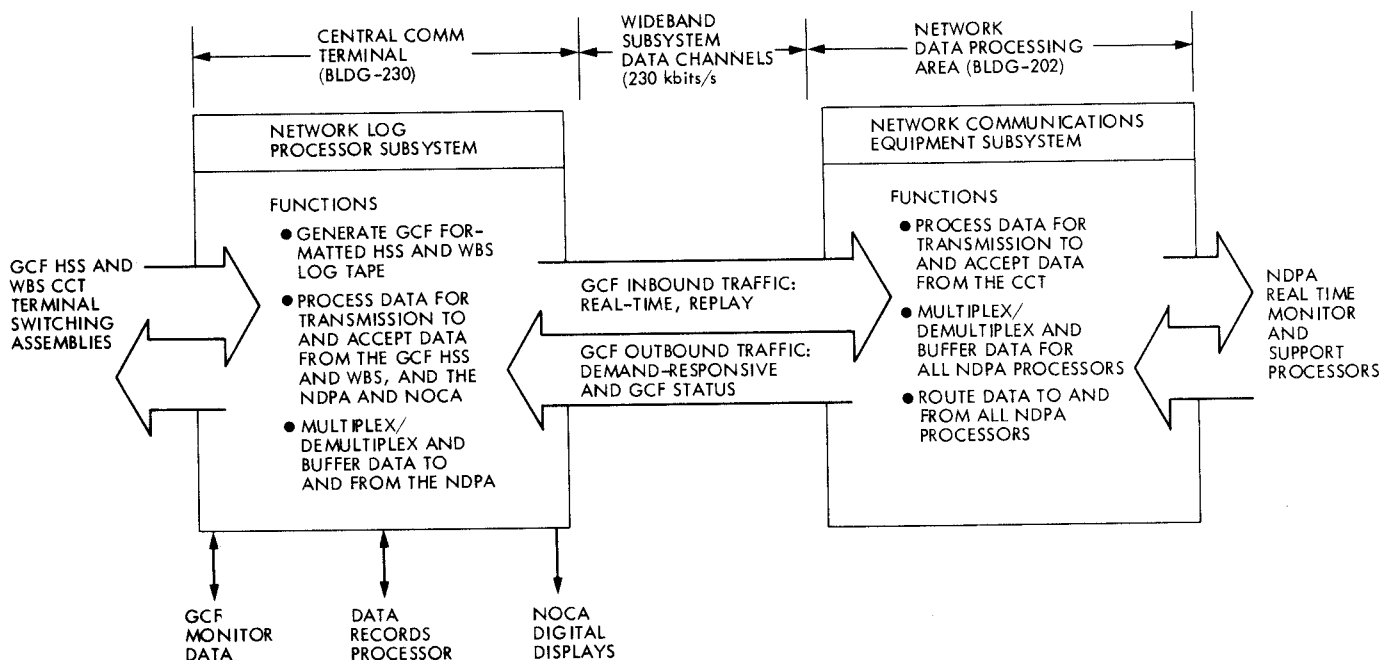 CENTRAL COMM
TERMINAL
(BLDG-230)
WIDEBAND
SUBSYSTEM
DATA CHANNELS
(230 kbits/s
NETWORK
DATA PROCESSING
AREA (BLDG-202)
NETWORK LOG
PROCESSOR SUBSYSTEM
NETWORK COMMUNICATIONS
EQUIPMENT SUBSYSTEM
GCF HSS AND
WBS CCT
TERMINAL
SWITCHING
ASSEMBLIES
FUNCTIONS
● GENERATE GCF FOR-
MATTED HSS AND WBS
LOG TAPE
● PROCESS DATA FOR
TRANSMISSION TO
AND ACCEPT DATA
FROM THE GCF HSS
AND WBS, AND THE
NDPA AND NOCA
● MULTIPLEX/
DEMULTIPLEX AND
BUFFER DATA TO
AND FROM THE NDPA
GCF INBOUND TRAFFIC:
REAL-TIME, REPLAY
GCF OUTBOUND TRAFFIC:
DEMAND-RESPONSIVE
AND GCF STATUS
FUNCTIONS
● PROCESS DATA FOR
TRANSMISSION TO
AND ACCEPT DATA
FROM THE CCT
● MULTIPLEX/
DEMULTIPLEX AND
BUFFER DATA FOR
ALL NDPA PROCESSORS
● ROUTE DATA TO AND
FROM ALL NDPA
PROCESSORS
NDPA
REAL TIME
MONITOR
AND
SUPPORT
PROCESSORS
GCF
MONITOR
DATA
DATA
RECORDS
PROCESSOR
NOCA
DIGITAL
DISPLAYS